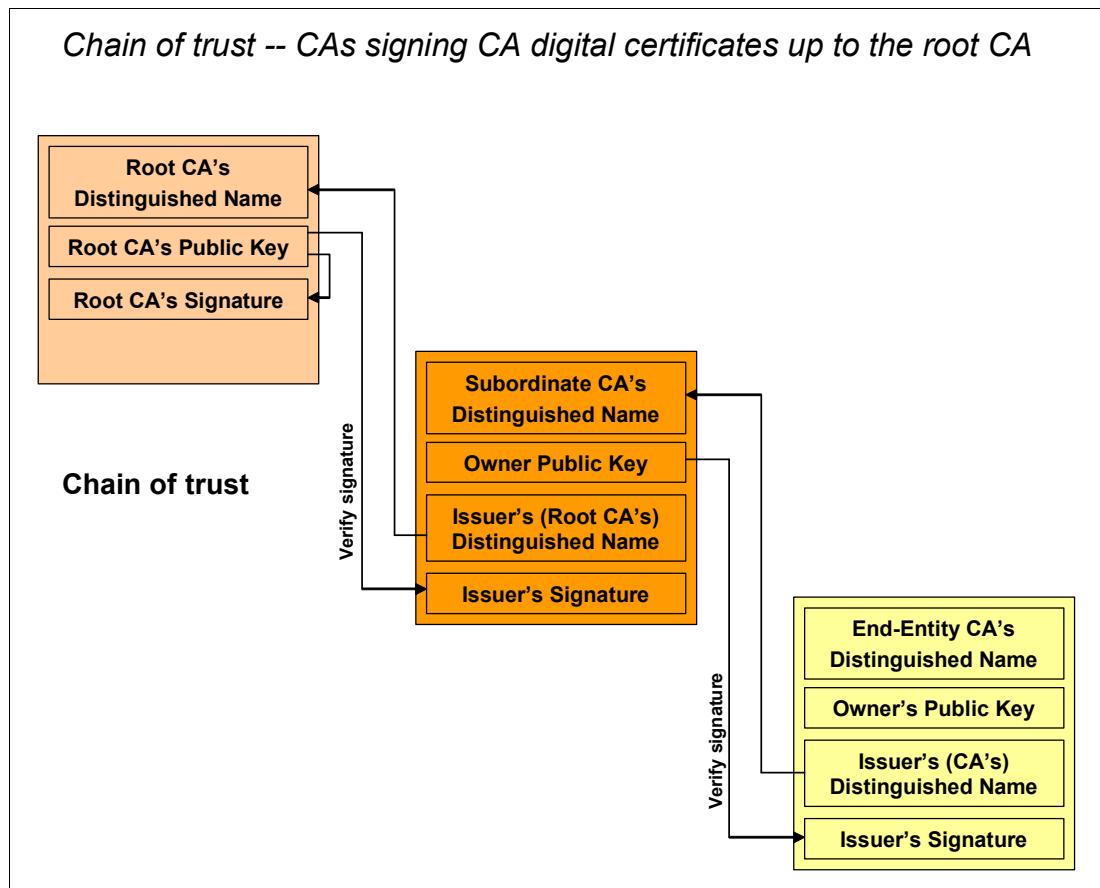 Chain of trust -- CAs signing CA digital certificates up to the root CA
Root CA’s
Distinguished Name
Root CA’s Public Key
Root CA’s Signature
Chain of trust
Verify signature
Subordinate CA’s
Distinguished Name
Owner Public Key
Issuer’s (Root CA’s)
Distinguished Name
Issuer’s Signature
Verify signature
End-Entity CA’s
Distinguished Name
Owner’s Public Key
Issuer’s (CA’s)
Distinguished Name
Issuer’s Signature